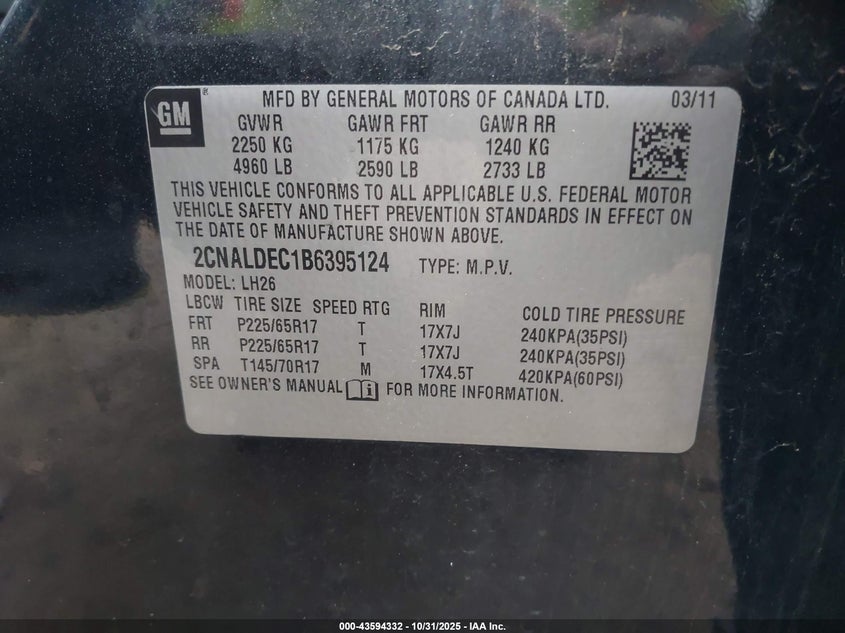 GM
MFD BY GENERAL MOTORS OF CANADA LTD. 03/11
GVWR GAWR FRT GAWR RR
2250 KG 1175 KG 1240 KG
4960 LB 2590 LB 2733 LB
THIS VEHICLE CONFORMS TO ALL APPLICABLE U.S. FEDERAL MOTOR
VEHICLE SAFETY AND THEFT PREVENTION STANDARDS IN EFFECT ON
THE DATE OF MANUFACTURE SHOWN ABOVE.
2CNALDEC1B6395124 TYPE: M.P.V.
MODEL: LH26
LBCW TIRE SIZE SPEED RTG RIM COLD TIRE PRESSURE
FRT P225/65R17 T 17X7J 240KPA(35PSI)
RR P225/65R17 T 17X7J 240KPA(35PSI)
SPA T145/70R17 M 17X4.5T 420KPA(60PSI)
SEE OWNER'S MANUAL FOR MORE INFORMATION.
000-43594332 - 10/31/2025 - IAA Inc.